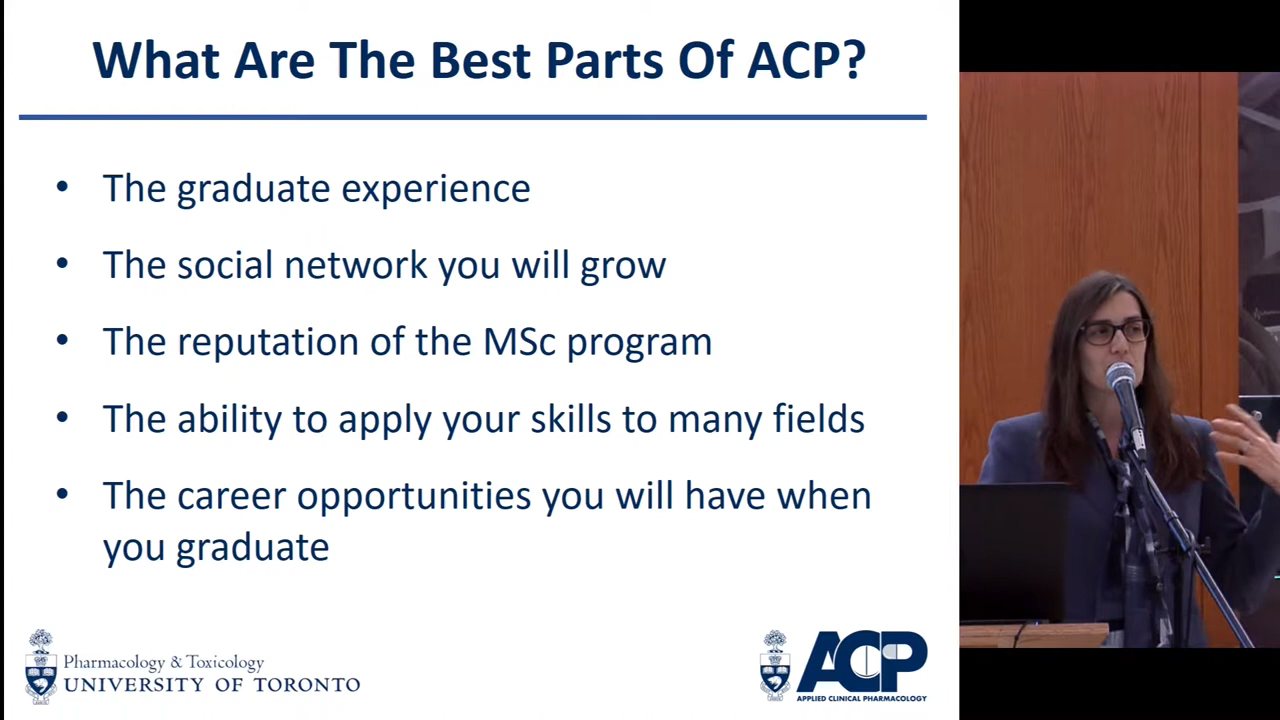 What Are The Best Parts Of ACP?
• The graduate experience
• The social network you will grow
• The reputation of the MSc program
• The ability to apply your skills to many fields
• The career opportunities you will have when
you graduate
Pharmacology & Toxicology
UNIVERSITY OF TORONTO
ACP
APPLIED CLINICAL PHARMACOLOGY